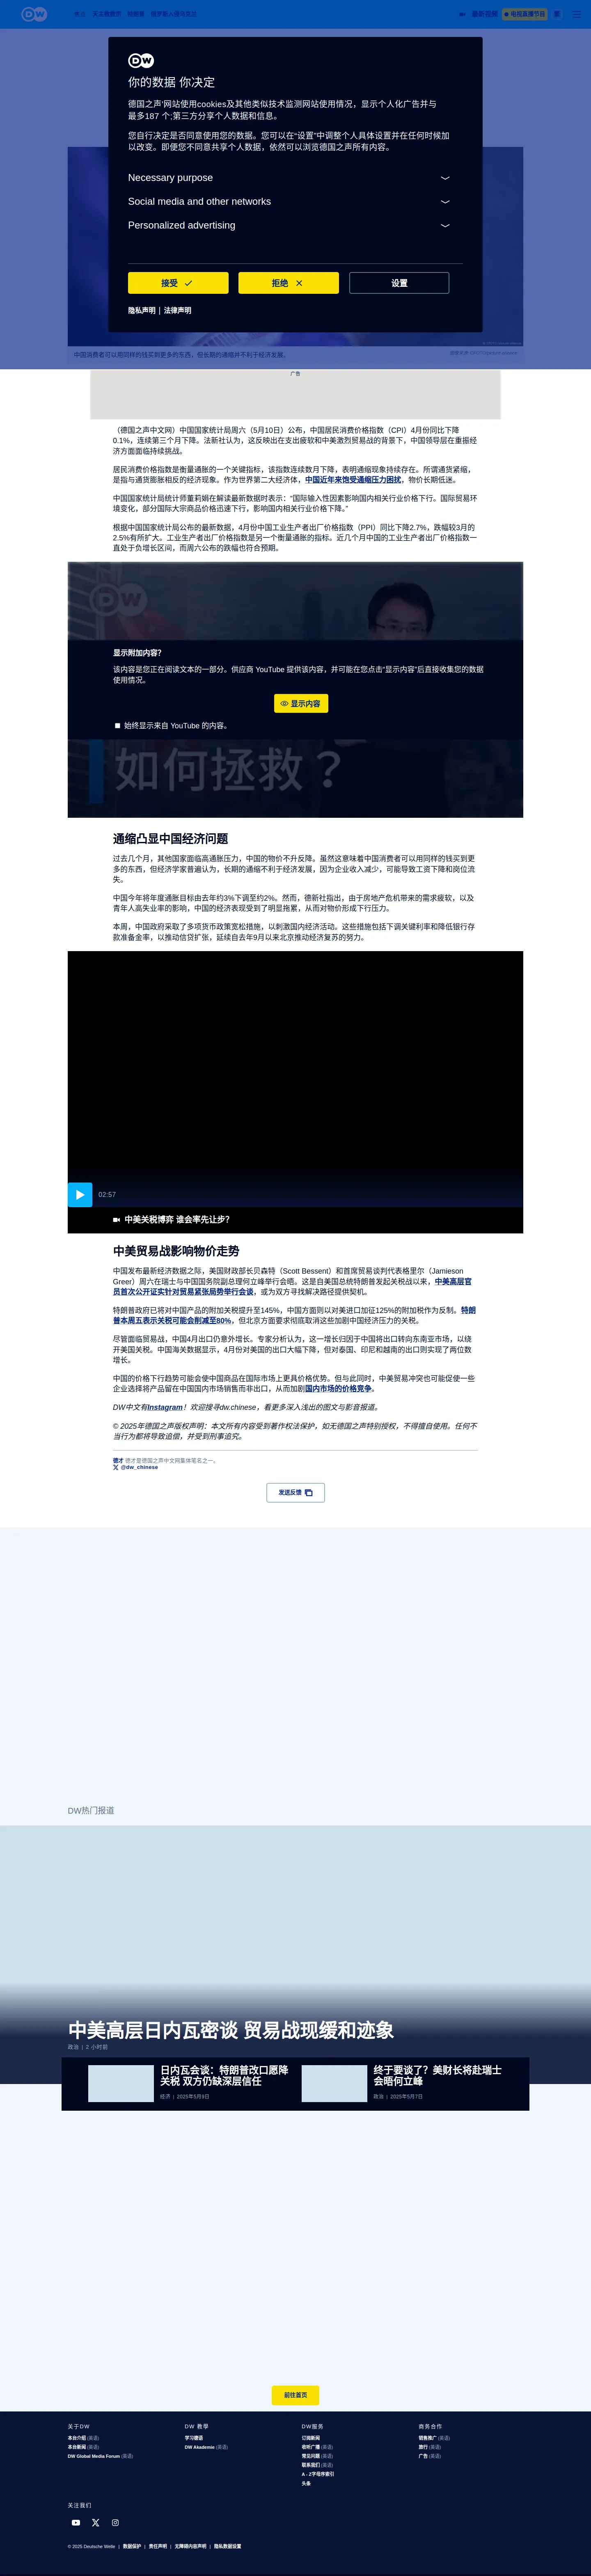 DW
最新视频
电视直播节目
繁
DW
你的数据 你决定
德国之声'网站使用cookies及其他类似技术监测网站使用情况，显示个人化广告并与
最多187 个;第三方分享个人数据和信息。
您自行决定是否同意使用您的数据。您可以在“设置”中调整个人具体设置并在任何时候加
以改变。即便您不同意共享个人数据，依然可以浏览德国之声所有内容。
Necessary purpose
Social media and other networks
Personalized advertising
接受
拒绝
设置
隐私声明 | 法律声明
中国消费者可以用同样的钱买到更多的东西，但长期的通缩并不利于经济发展。
广告
（德国之声中文网）中国国家统计局周六（5月10日）公布，中国居民消费价格指数（CPI）4月份同比下降
0.1%，连续第三个月下降。法新社认为，这反映出在支出疲软和中美激烈贸易战的背景下，中国领导层在重振经
济方面面临持续挑战。
居民消费价格指数是衡量通胀的一个关键指标，该指数连续数月下降，表明通缩现象持续存在。所谓通货紧缩，
是指与通货膨胀相反的经济现象。作为世界第二大经济体，中国近年来饱受通缩压力困扰，物价长期低迷。
中国国家统计局统计师董莉娟在解读最新数据时表示：“国际输入性因素影响国内相关行业价格下行。国际贸易环
境变化，部分国际大宗商品价格迅速下行，影响国内相关行业价格下降。”
根据中国国家统计局公布的最新数据，4月份中国工业生产者出厂价格指数（PPI）同比下降2.7%，跌幅较3月的
2.5%有所扩大。工业生产者出厂价格指数是另一个衡量通胀的指标。近几个月中国的工业生产者出厂价格指数一
直处于负增长区间，而周六公布的跌幅也符合预期。
DW
显示附加内容？
该内容是您正在阅读文本的一部分。供应商 YouTube 提供该内容，并可能在您点击“显示内容”后直接收集您的数据
使用情况。
显示内容
始终显示来自 YouTube 的内容。
如何拯救？
通缩凸显中国经济问题
过去几个月，其他国家面临高通胀压力，中国的物价不升反降。虽然这意味着中国消费者可以用同样的钱买到更
多的东西，但经济学家普遍认为，长期的通缩不利于经济发展，因为企业收入减少，可能导致工资下降和岗位流
失。
中国今年将年度通胀目标由去年约3%下调至约2%。然而，德新社指出，由于房地产危机带来的需求疲软，以及
青年人高失业率的影响，中国的经济表现受到了明显拖累，从而对物价形成下行压力。
本周，中国政府采取了多项货币政策宽松措施，以刺激国内经济活动。这些措施包括下调关键利率和降低银行存
款准备金率，以推动信贷扩张，延续自去年9月以来北京推动经济复苏的努力。
02:57
中美关税博弈 谁会率先让步?
中美贸易战影响物价走势
中国发布最新经济数据之际，美国财政部长贝森特（Scott Bessent）和首席贸易谈判代表格里尔（Jamieson
Greer）周六在瑞士与中国国务院副总理何立峰举行会晤。这是自美国总统特朗普发起关税战以来，中美高层官
员首次公开证实针对贸易紧张局势举行会谈，或为双方寻找解决路径提供契机。
特朗普政府已将对中国产品的附加关税提升至145%，中国方面则以对美进口加征125%的附加税作为反制。特朗
普本周五表示关税可能会削减至80%，但北京方面要求彻底取消这些加剧中国经济压力的关税。
尽管面临贸易战，中国4月出口仍意外增长。专家分析认为，这一增长归因于中国将出口转向东南亚市场，以绕
开美国关税。中国海关数据显示，4月份对美国的出口大幅下降，但对泰国、印尼和越南的出口则实现了两位数
增长。
中国的价格下行趋势可能会使中国商品在国际市场上更具价格优势。但与此同时，中美贸易冲突也可能促使一些
企业选择将产品留在中国国内市场销售而非出口，从而加剧国内市场的价格竞争。
DW中文有Instagram！欢迎搜寻dw.chinese，看更多深入浅出的图文与影音报道。
© 2025年德国之声版权声明：本文所有内容受到著作权法保护，如无德国之声特别授权，不得擅自使用。任何不
当行为都将导致追偿，并受到刑事追究。
德才 德才是德国之声中文网集体笔名之一。
@dw_chinese
发送反馈
DW热门报道
中美高层日内瓦密谈 贸易战现缓和迹象
政治 | 2 小时前
日内瓦会谈：特朗普改口愿降
关税 双方仍缺深层信任
经济 | 2025年5月9日
终于要谈了？美财长将赴瑞士
会晤何立峰
政治 | 2025年5月7日
前往首页
关于DW
本台介绍 (英语)
本台新闻 (英语)
DW Global Media Forum (英语)
DW 教學
学习德语
DW Akademie (英语)
DW服务
订阅新闻
收听广播 (英语)
常见问题 (英语)
联系我们 (英语)
A - Z字母序索引
头条
商务合作
销售推广 (英语)
旅行 (英语)
广告 (英语)
关注我们
© 2025 Deutsche Welle | 数据保护 | 责任声明 | 无障碍内容声明 | 隐私数据设置